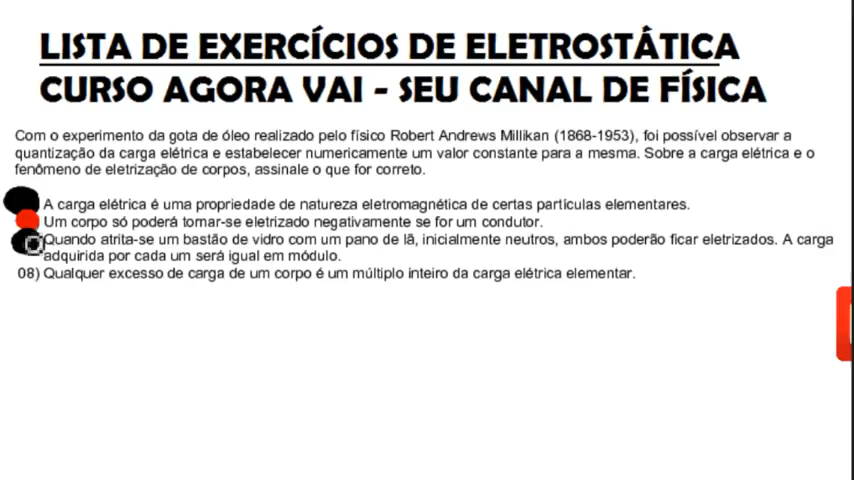 LISTA DE EXERCÍCIOS DE ELETROSTÁTICA
CURSO AGORA VAI - SEU CANAL DE FÍSICA
Com o experimento da gota de óleo realizado pelo físico Robert Andrews Millikan (1868-1953), foi possível observar a
quantização da carga elétrica e estabelecer numericamente um valor constante para a mesma. Sobre a carga elétrica e o
fenômeno de eletrização de corpos, assinale o que for correto.
A carga elétrica é uma propriedade de natureza eletromagnética de certas partículas elementares.
Um corpo só poderá tornar-se eletrizado negativamente se for um condutor.
Quando atrita-se um bastão de vidro com um pano de lã, inicialmente neutros, ambos poderão ficar eletrizados. A carga
adquirida por cada um será igual em módulo.
08) Qualquer excesso de carga de um corpo é um múltiplo inteiro da carga elétrica elementar.